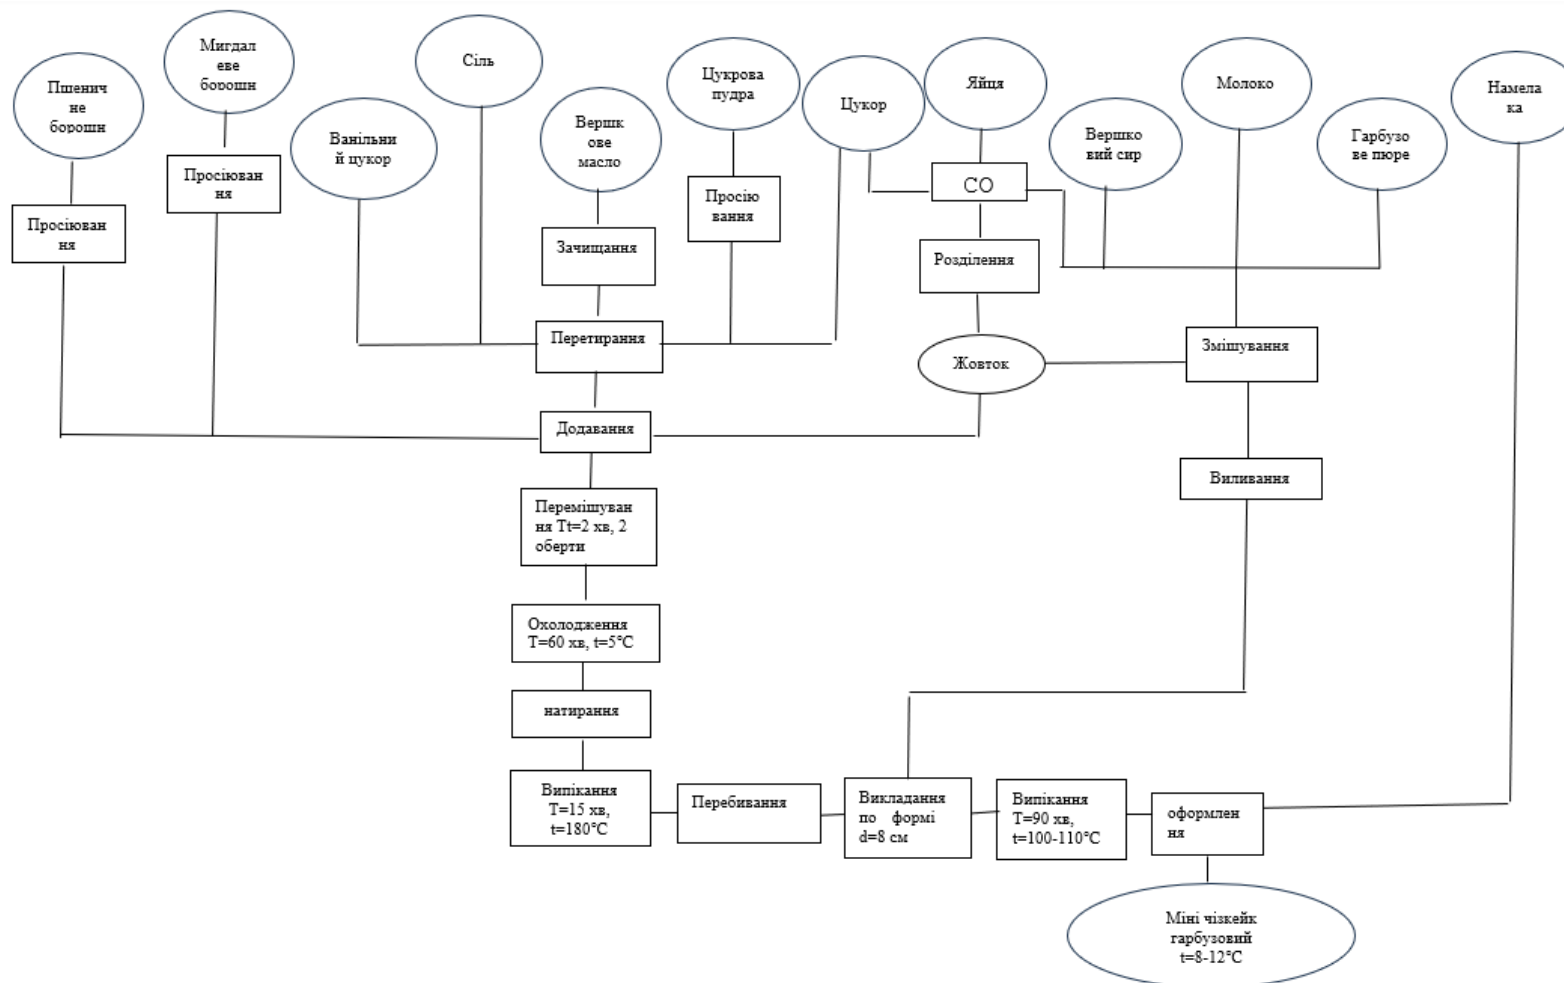 Пшенич
не
борошн
Мигдал
еве
борошн
Сіль
Ванільни
й цукор
Вершк
ове
масло
Цукрова
пудра
Цукор
Яйця
Вершко
вий сир
Молоко
Гарбузо
ве пюре
Намела
ка
Просіюван
ня
Просіюван
ня
Зачищання
Просію
вання
СО
Розділення
Перетирання
Жовток
Змішування
Додавання
Виливання
Перемішуван
ня Tt=2 хв, 2
оберти
Охолодження
T=60 хв, t=5°C
натирання
Випікання
T=15 хв,
t=180°C
Перебивання
Викладання
по формі
d=8 см
Випікання
T=90 хв,
t=100-110°C
оформлен
ня
Міні чізкейк
гарбузовий
t=8-12°C